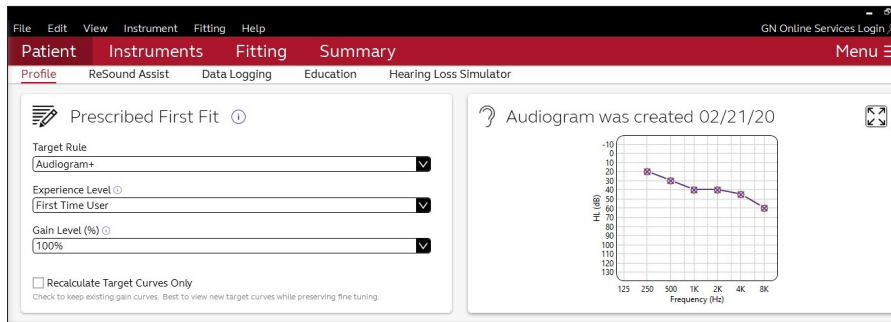 File Edit View Instrument Fitting Help
GN Online Services Login
Patient Instruments Fitting Summary
Menu
Profile ReSound Assist Data Logging Education Hearing Loss Simulator
Prescribed First Fit
Target Rule
Audiogram+
Experience Level
First Time User
Gain Level (%)
100%
Recalculate Target Curves Only
Check to keep existing gain curves. Best to view new target curves while preserving fine tuning.
Audiogram was created 02/21/20
-10
0
10
20
30
40
50
60
70
80
90
100
110
120
130
HL (dB)
125 250 500 1K 2K 4K 8K
Frequency (Hz)